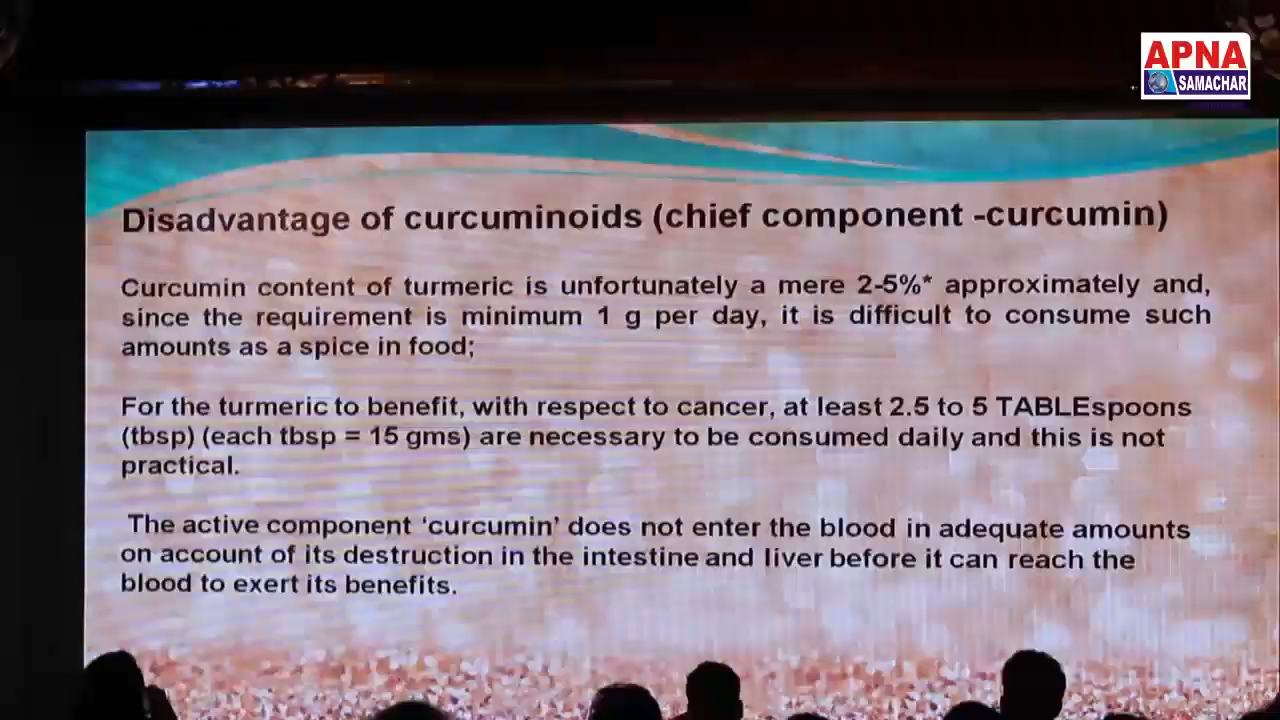 APNA
SAMACHAR
Disadvantage of curcuminoids (chief component -curcumin)
Curcumin content of turmeric is unfortunately a mere 2-5%* approximately and,
since the requirement is minimum 1 g per day, it is difficult to consume such
amounts as a spice in food;
For the turmeric to benefit, with respect to cancer, at least 2.5 to 5 TABLEspoons
(tbsp) (each tbsp = 15 gms) are necessary to be consumed daily and this is not
practical.
The active component ‘curcumin’ does not enter the blood in adequate amounts
on account of its destruction in the intestine and liver before it can reach the
blood to exert its benefits.